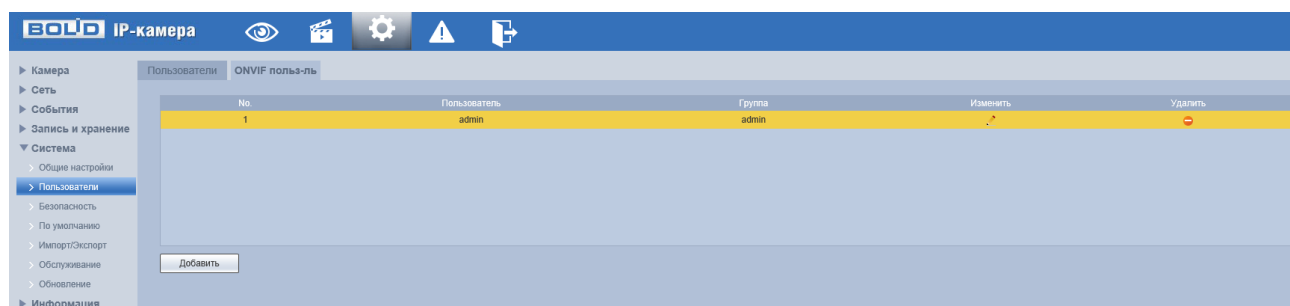 BOLID IP-камера
Камера
Сеть
События
Запись и хранение
Система
Общие настройки
Пользователи
Безопасность
По умолчанию
Импорт/Экспорт
Обслуживание
Обновление
Информация
Пользователи ONVIF польз-ль
No. Пользователь Группа Изменить Удалить
1 admin admin
Добавить